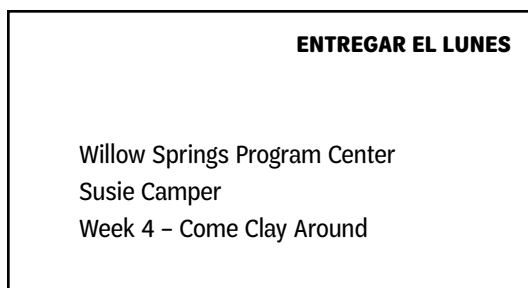 ENTREGAR EL LUNES
Willow Springs Program Center
Susie Camper
Week 4 – Come Clay Around